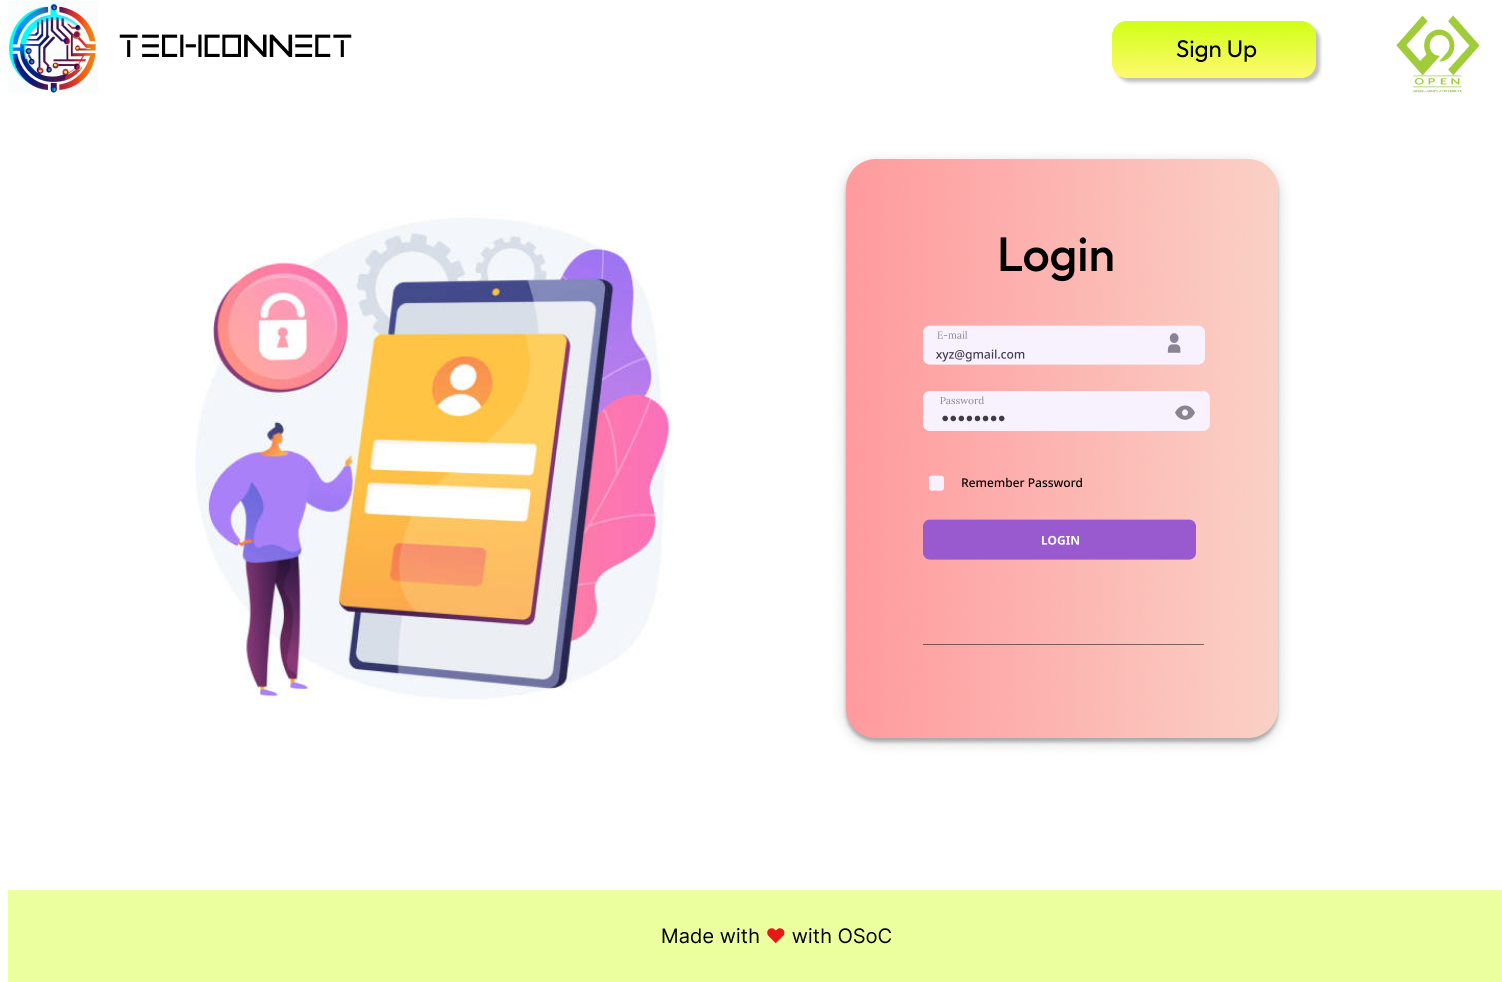 TECHCONNECT
Sign Up
OPEN
Login
E-mail
xyz@gmail.com
Password
Remember Password
LOGIN
Made with ❤ with OSoC